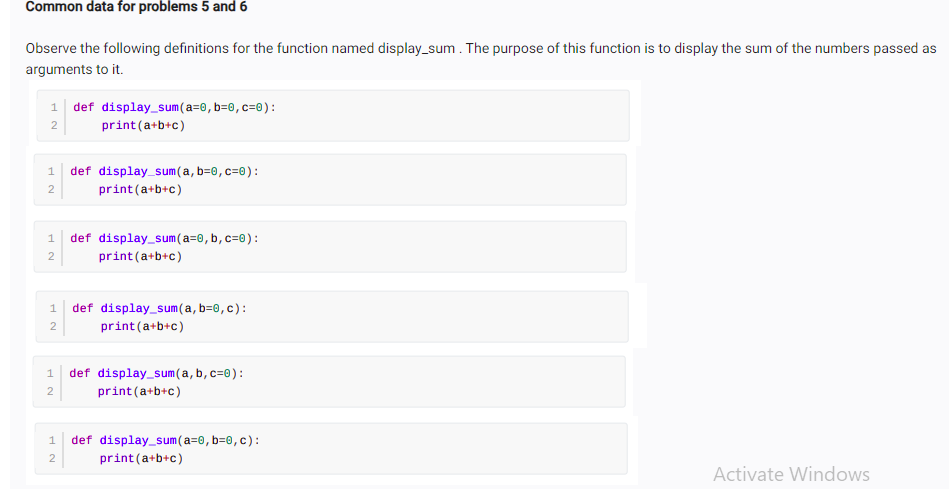 Common data for problems 5 and 6
Observe the following definitions for the function named display_sum . The purpose of this function is to display the sum of the numbers passed as
arguments to it.
1 def display_sum(a=0,b=0,c=0):
2 print(a+b+c)
1 def display_sum(a,b=0,c=0):
2 print(a+b+c)
1 def display_sum(a=0,b,c=0):
2 print(a+b+c)
1 def display_sum(a,b=0,c):
2 print(a+b+c)
1 def display_sum(a,b,c=0):
2 print(a+b+c)
1 def display_sum(a=0,b=0,c):
2 print(a+b+c)
Activate Windows